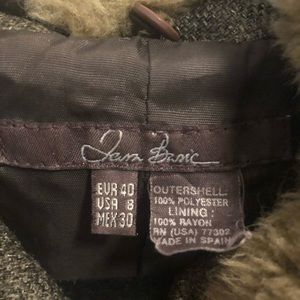 Zara Basic
EUR 40
USA 8
MEX 30
OUTERSHELL:
100% POLYESTER
LINING :
100% RAYON
RN (USA) 77302
MADE IN SPAIN